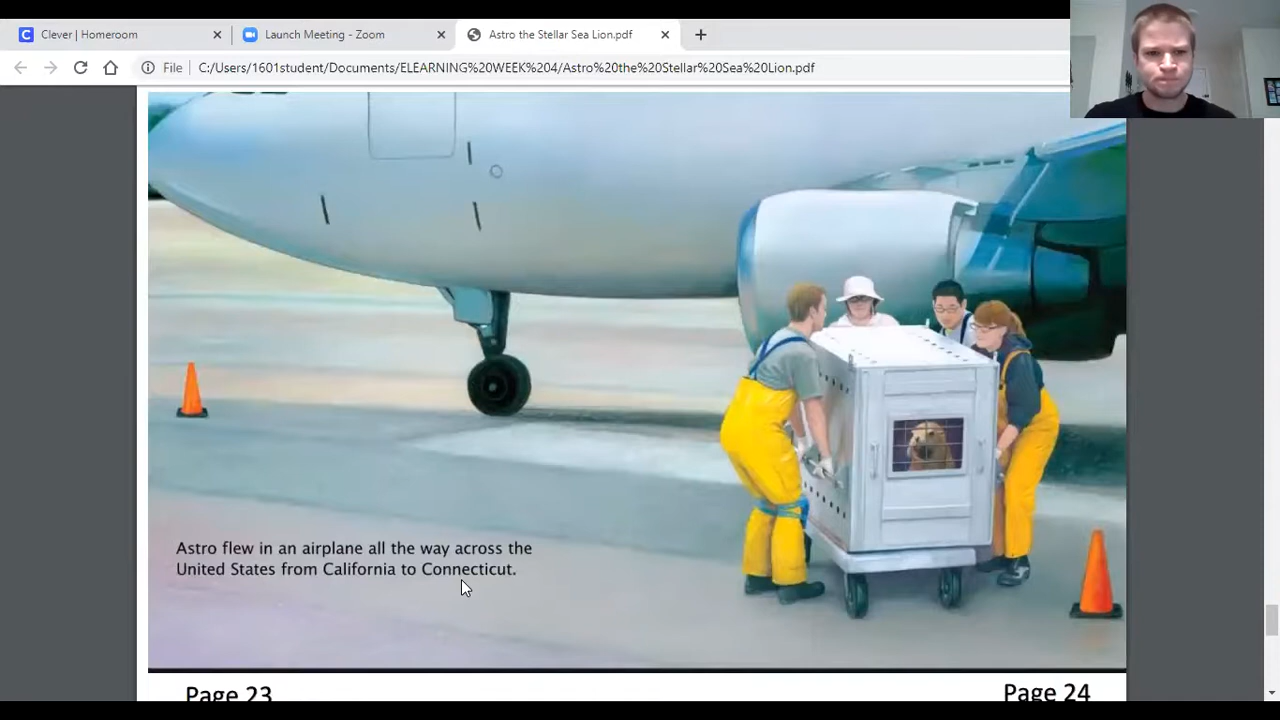 Clever | Homeroom
Launch Meeting - Zoom
Astro the Stellar Sea Lion.pdf
File
C:/Users/1601student/Documents/ELEARNING%20WEEK%204/Astro%20the%20Stellar%20Sea%20Lion.pdf
Astro flew in an airplane all the way across the
United States from California to Connecticut.
Page 23
Page 24